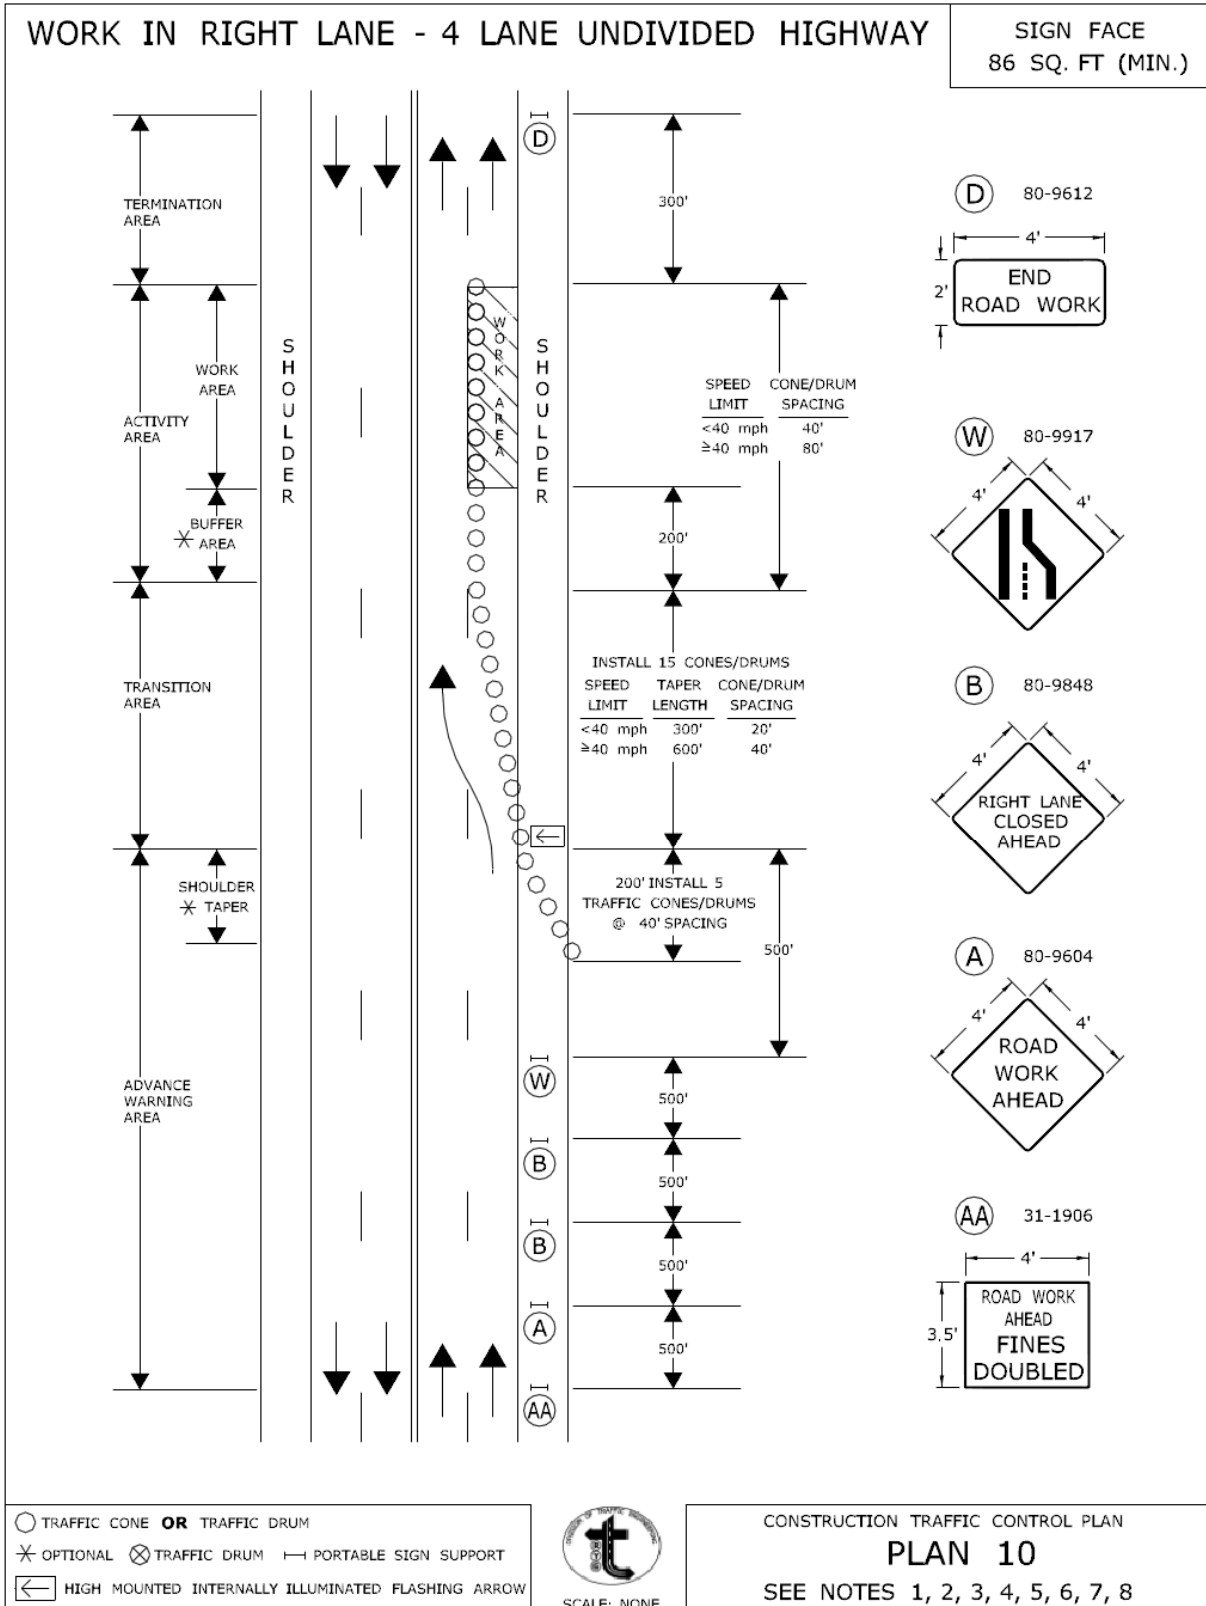 WORK IN RIGHT LANE - 4 LANE UNDIVIDED HIGHWAY
SIGN FACE
86 SQ. FT (MIN.)
TERMINATION
AREA
ACTIVITY
AREA
WORK
AREA
BUFFER
AREA
TRANSITION
AREA
SHOULDER
TAPER
ADVANCE
WARNING
AREA
SHOULDER
WORK AREA
SHOULDER
D
W
B
B
A
AA
300'
SPEED LIMIT CONE/DRUM SPACING
<40 mph 40'
≥40 mph 80'
200'
INSTALL 15 CONES/DRUMS
SPEED TAPER CONE/DRUM
LIMIT LENGTH SPACING
<40 mph 300' 20'
≥40 mph 600' 40'
200' INSTALL 5
TRAFFIC CONES/DRUMS
@ 40' SPACING
500'
500'
500'
500'
500'
D 80-9612
4'
2'
END
ROAD WORK
W 80-9917
4' 4'
B 80-9848
4' 4'
RIGHT LANE
CLOSED
AHEAD
A 80-9604
4' 4'
ROAD
WORK
AHEAD
AA 31-1906
4'
3.5'
ROAD WORK
AHEAD
FINES
DOUBLED
TRAFFIC CONE OR TRAFFIC DRUM
OPTIONAL TRAFFIC DRUM PORTABLE SIGN SUPPORT
HIGH MOUNTED INTERNALLY ILLUMINATED FLASHING ARROW
DIVISION OF TRAFFIC ENGINEERING
t
SCALE: NONE
CONSTRUCTION TRAFFIC CONTROL PLAN
PLAN 10
SEE NOTES 1, 2, 3, 4, 5, 6, 7, 8